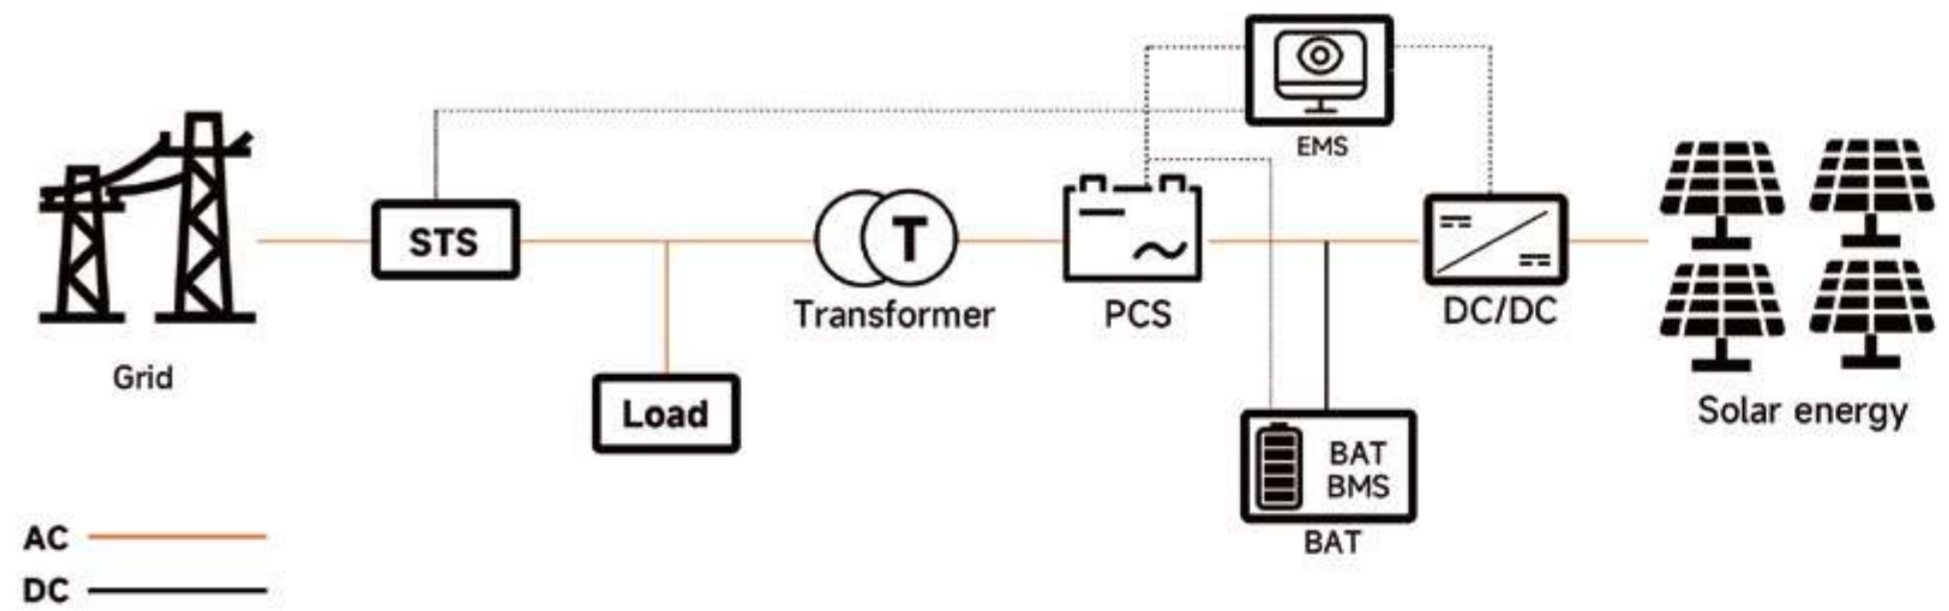 EMS
STS
T
Transformer
PCS
DC/DC
Grid
Load
Solar energy
BAT
BMS
BAT
AC
DC